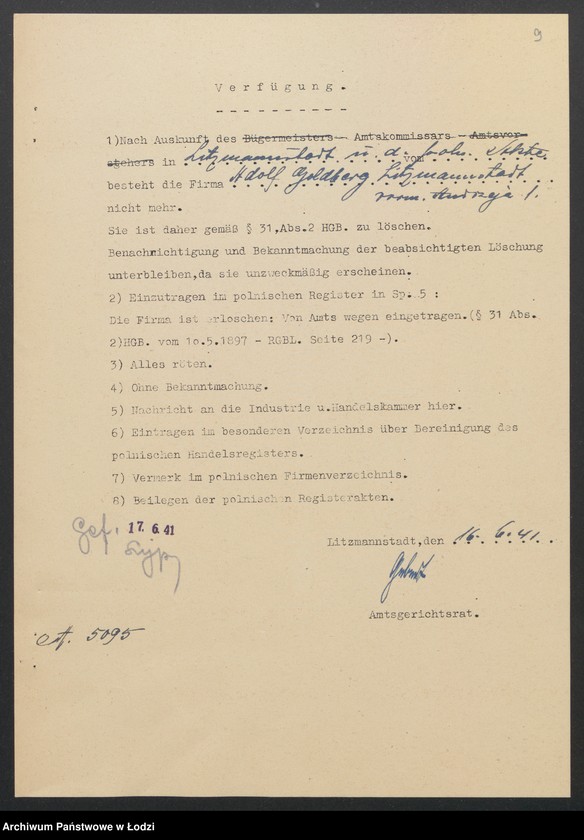 9
Verfügung.
1)Nach Auskunft des Bügermeisters - Amtskommissars - Amtsvor-
stehers in Litzmannstadt u. d. poln. Akte vom
besteht die Firma Adolf Goldberg Litzmannstadt
vorm. Andrzeja 1.
nicht mehr.
Sie ist daher gemäß § 31,Abs.2 HGB. zu löschen.
Benachrichtigung und Bekanntmachung der beabsichtigten Löschung
unterbleiben,da sie unzweckmäßig erscheinen.
2) Einzutragen im polnischen Register in Sp. 5 :
Die Firma ist erloschen: Von Amts wegen eingetragen.(§ 31 Abs.
2)HGB. vom 1o.5.1897 - RGBL. Seite 219 -).
3) Alles röten.
4) Ohne Bekanntmachung.
5) Nachricht an die Industrie u.Handelskammer hier.
6) Eintragen im besonderen Verzeichnis über Bereinigung des
polnischen Handelsregisters.
7) Vermerk im polnischen Firmenverzeichnis.
8) Beilegen der polnischen Registerakten.
Gef. 17. 6. 41
Litzmannstadt,den 16. 6. 41.
Amtsgerichtsrat.
A. 5095
Archiwum Państwowe w Łodzi